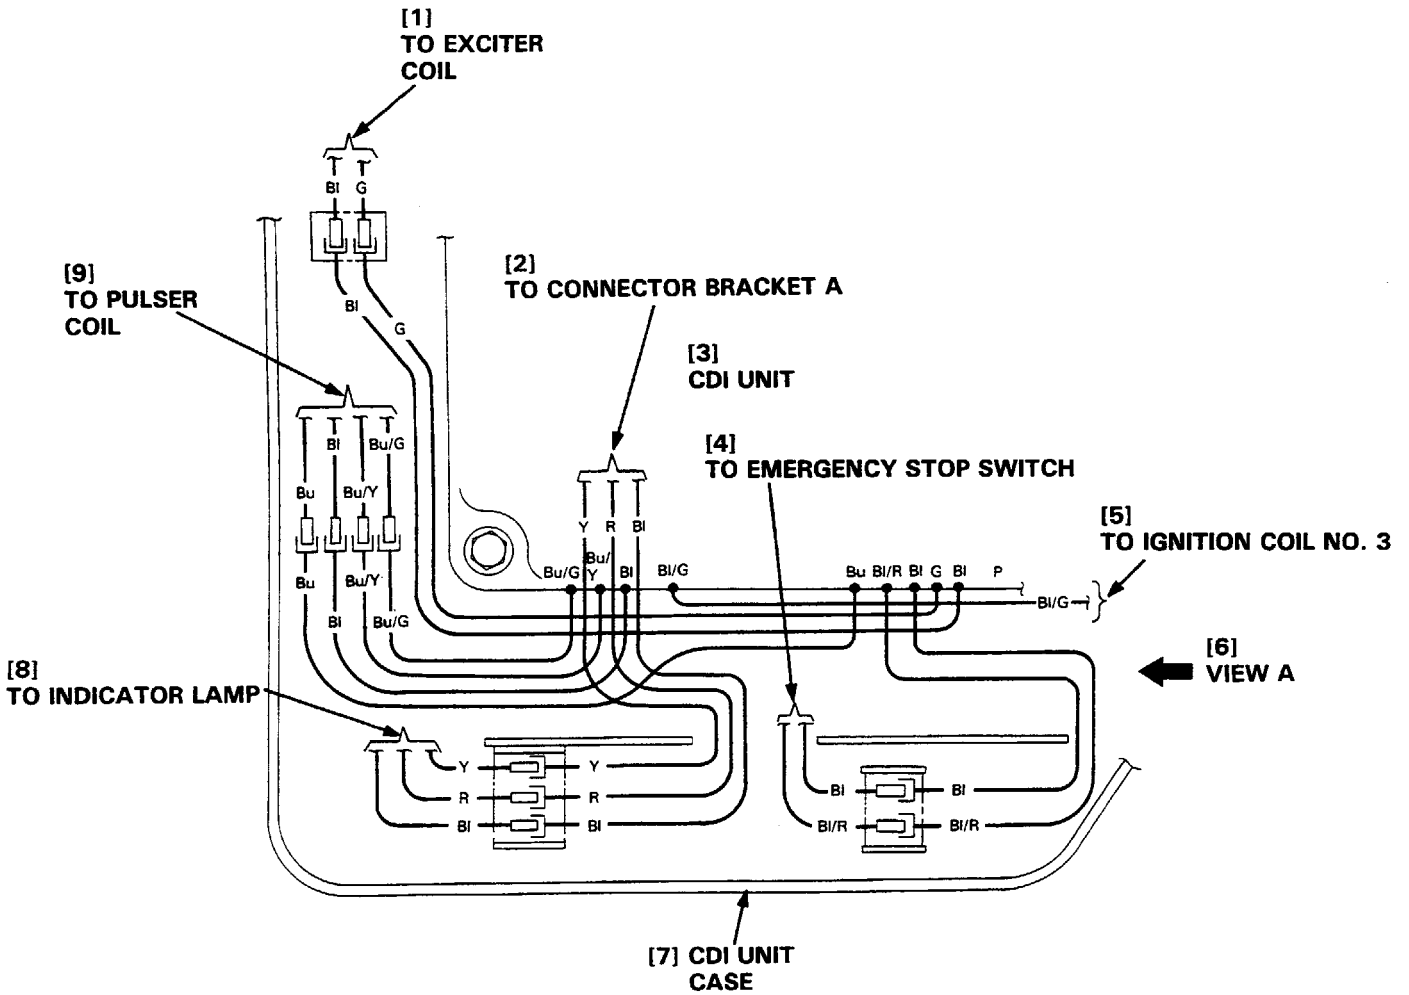 [1]
TO EXCITER
COIL
Bl G
[9]
TO PULSER
COIL
Bl
G
[2]
TO CONNECTOR BRACKET A
[3]
CDI UNIT
[4]
TO EMERGENCY STOP SWITCH
Bl Bu/G
Bu Bu/Y
Y R Bl
[5]
TO IGNITION COIL NO. 3
Bu Bu/Y
Bl Bu/G
Bu/G Bu/Y Bl Bl/G Bu Bl/R Bl G Bl P
Bl/G
[6]
VIEW A
[8]
TO INDICATOR LAMP
Y Y
R R
Bl Bl
Bl Bl
Bl/R Bl/R
[7] CDI UNIT
CASE